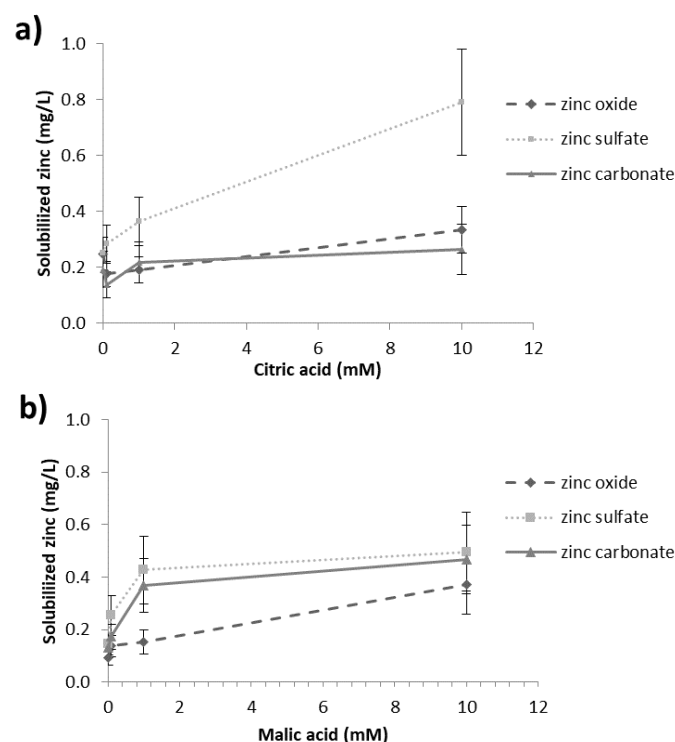 a)
1.0
0.8
0.6
0.4
0.2
0.0
Solubiliized zinc (mg/L)
0 2 4 6 8 10 12
Citric acid (mM)
zinc oxide
zinc sulfate
zinc carbonate
b)
1.0
0.8
0.6
0.4
0.2
0.0
Solubiliized zinc (mg/L)
0 2 4 6 8 10 12
Malic acid (mM)
zinc oxide
zinc sulfate
zinc carbonate